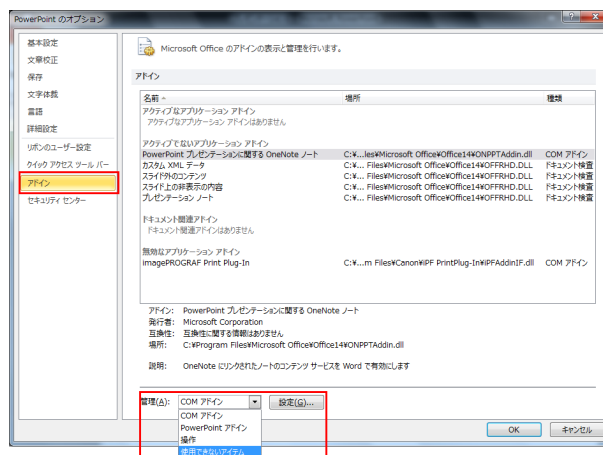 PowerPoint のオプション
基本設定
文章校正
保存
文字体裁
言語
詳細設定
リボンのユーザー設定
クイック アクセス ツール バー
アドイン
セキュリティ センター
Microsoft Office のアドインの表示と管理を行います。
アドイン
名前 場所 種類
アクティブなアプリケーション アドイン
アクティブなアプリケーション アドインはありません
アクティブでないアプリケーション アドイン
PowerPoint プレゼンテーションに関する OneNote ノート C:¥...les¥Microsoft Office¥Office14¥ONPPTAddin.dll COM アドイン
カスタム XML データ C:¥... Files¥Microsoft Office¥Office14¥OFFRHD.DLL ドキュメント検査
スライド外のコンテンツ C:¥... Files¥Microsoft Office¥Office14¥OFFRHD.DLL ドキュメント検査
スライド上の非表示の内容 C:¥... Files¥Microsoft Office¥Office14¥OFFRHD.DLL ドキュメント検査
プレゼンテーション ノート C:¥... Files¥Microsoft Office¥Office14¥OFFRHD.DLL ドキュメント検査
ドキュメント関連アドイン
ドキュメント関連アドインはありません
無効なアプリケーション アドイン
imagePROGRAF Print Plug-In C:¥...m Files¥Canon¥iPF PrintPlug-In¥iPFAddinIF.dll COM アドイン
アドイン: PowerPoint プレゼンテーションに関する OneNote ノート
発行者: Microsoft Corporation
互換性: 互換性に関する情報はありません
場所: C:¥Program Files¥Microsoft Office¥Office14¥ONPPTAddin.dll
説明: OneNote にリンクされたノートのコンテンツ サービスを Word で有効にします
管理(A): COM アドイン 設定(G)...
COM アドイン
PowerPoint アドイン
操作
使用できないアイテム
OK キャンセル